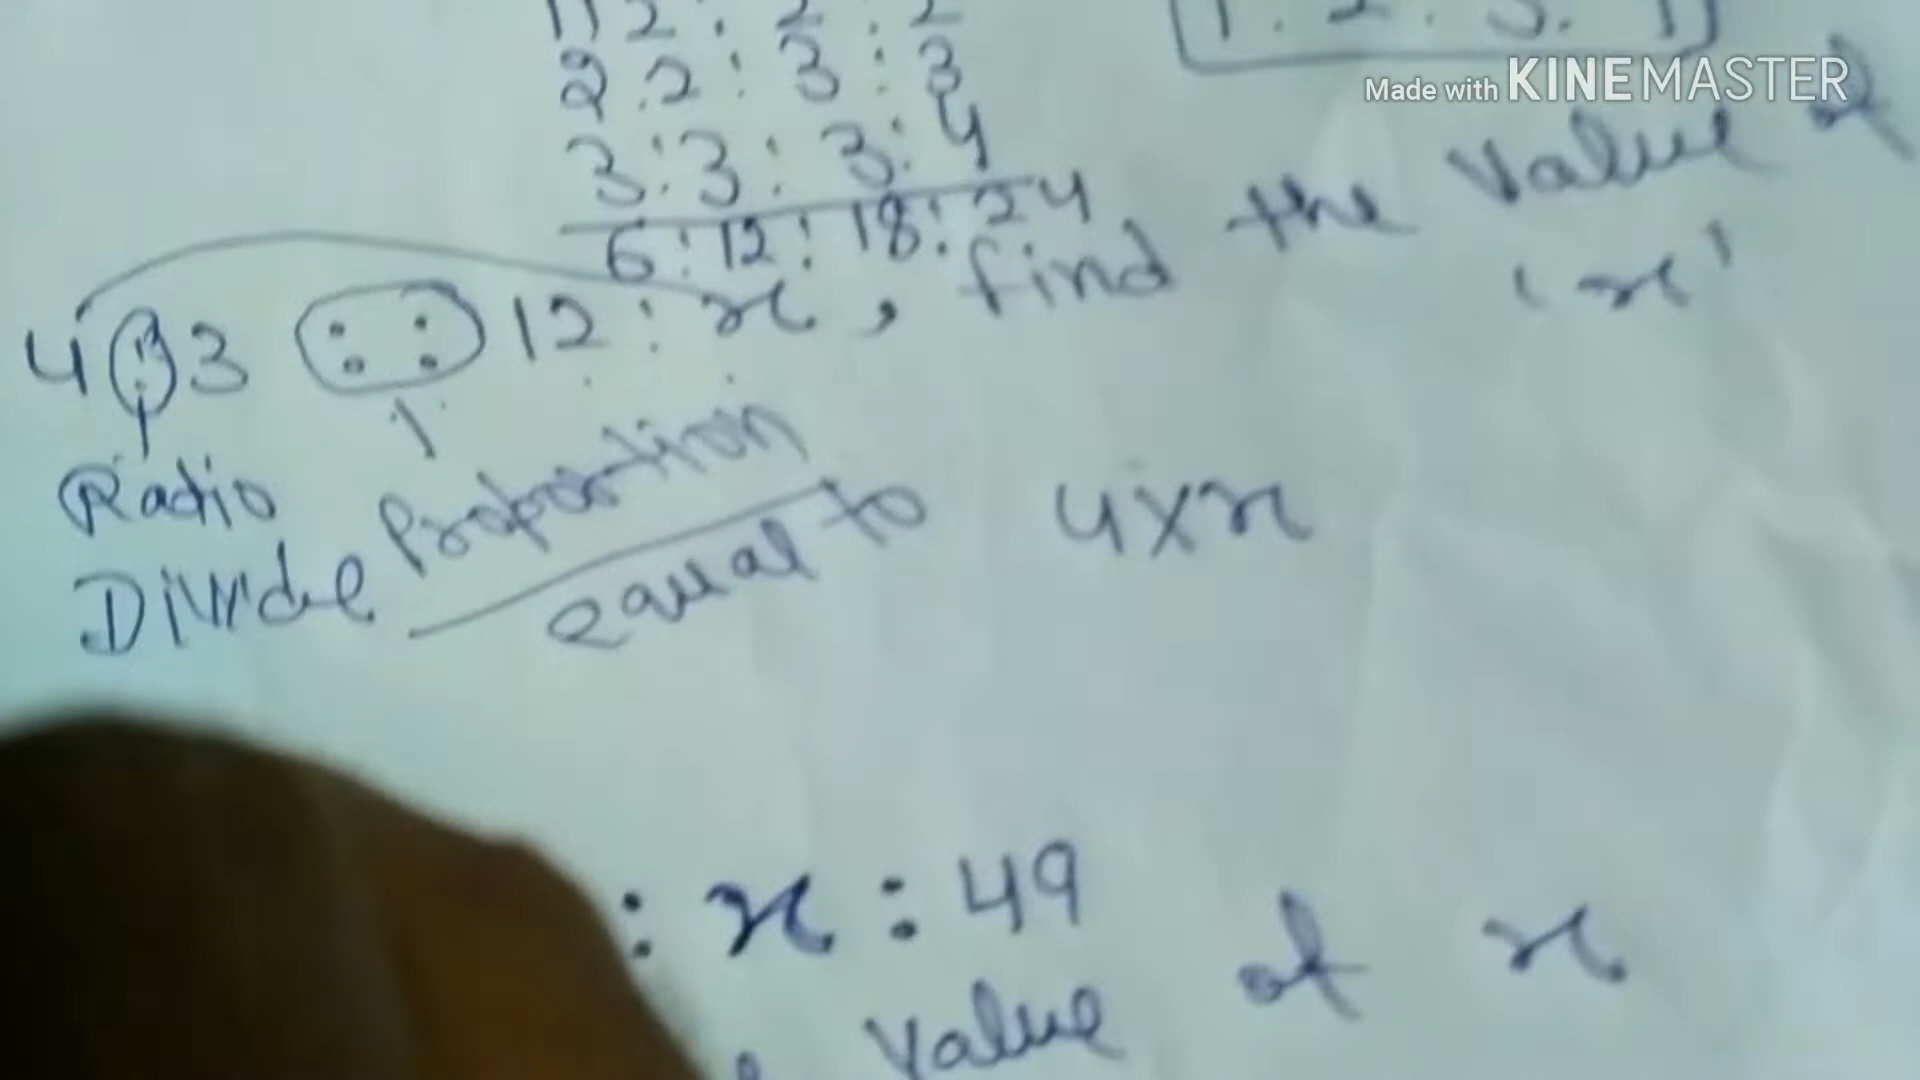 2 : 2 : 3 : 3
3 : 3 : 3 : 4
6 : 12 : 18 : 24
Made with KINEMASTER
4 : 3 :: 12 : x, find the value of 'x'
Radio
Divide
Proportion
equal to
4×x
: x : 49
value of x